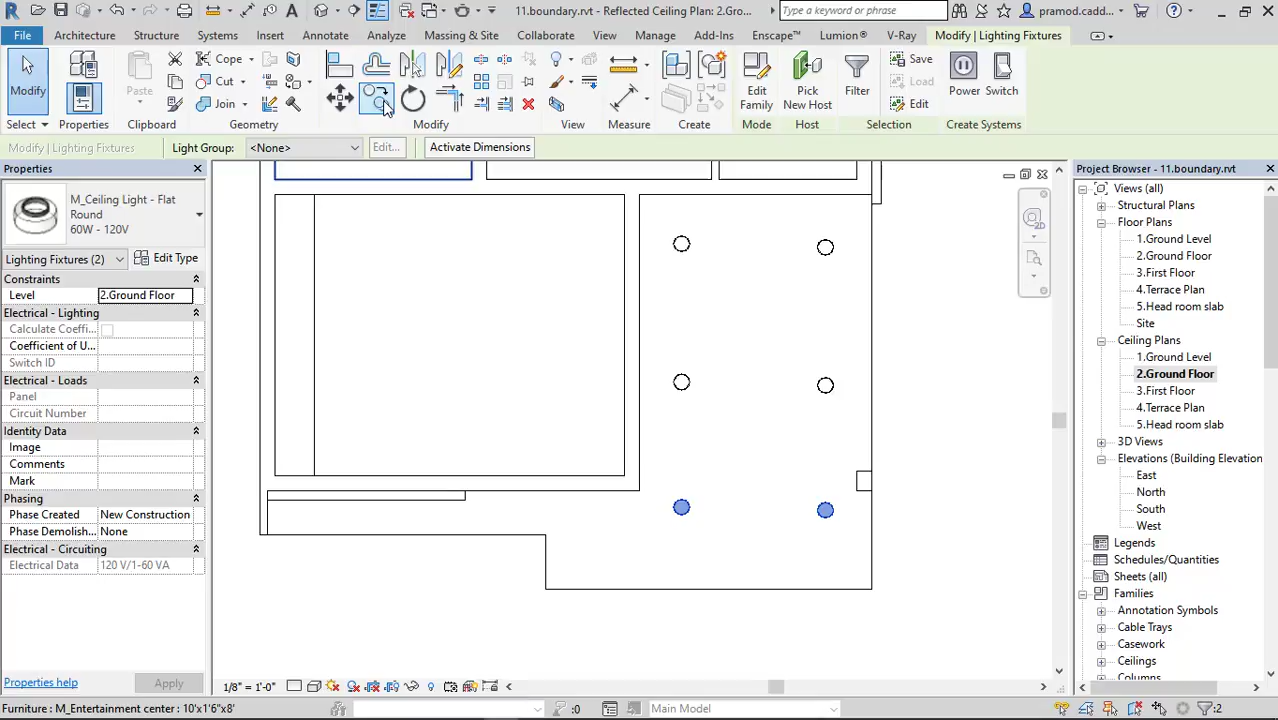 11.boundary.rvt - Reflected Ceiling Plan: 2.Gro...
Type a keyword or phrase
pramod.cadd...
File
Architecture
Structure
Systems
Insert
Annotate
Analyze
Massing & Site
Collaborate
View
Manage
Add-Ins
Enscape™
Lumion®
V-Ray
Modify | Lighting Fixtures
Modify
Paste
Cope
Cut
Join
Edit Family
Pick New Host
Filter
Save
Load
Edit
Power
Switch
Select
Properties
Clipboard
Geometry
Modify
View
Measure
Create
Mode
Host
Selection
Create Systems
Modify | Lighting Fixtures
Light Group:
<None>
Edit...
Activate Dimensions
Properties
M_Ceiling Light - Flat
Round
60W - 120V
Lighting Fixtures (2)
Edit Type
Constraints
Level
2.Ground Floor
Electrical - Lighting
Calculate Coeffi...
Coefficient of U...
Switch ID
Electrical - Loads
Panel
Circuit Number
Identity Data
Image
Comments
Mark
Phasing
Phase Created
New Construction
Phase Demolish...
None
Electrical - Circuiting
Electrical Data
120 V/1-60 VA
Properties help
Apply
2D
Project Browser - 11.boundary.rvt
Views (all)
Structural Plans
Floor Plans
1.Ground Level
2.Ground Floor
3.First Floor
4.Terrace Plan
5.Head room slab
Site
Ceiling Plans
1.Ground Level
2.Ground Floor
3.First Floor
4.Terrace Plan
5.Head room slab
3D Views
Elevations (Building Elevation
East
North
South
West
Legends
Schedules/Quantities
Sheets (all)
Families
Annotation Symbols
Cable Trays
Casework
Ceilings
Columns
1/8" = 1'-0"
Furniture : M_Entertainment center : 10'x1'6"x8'
:0
Main Model
:2